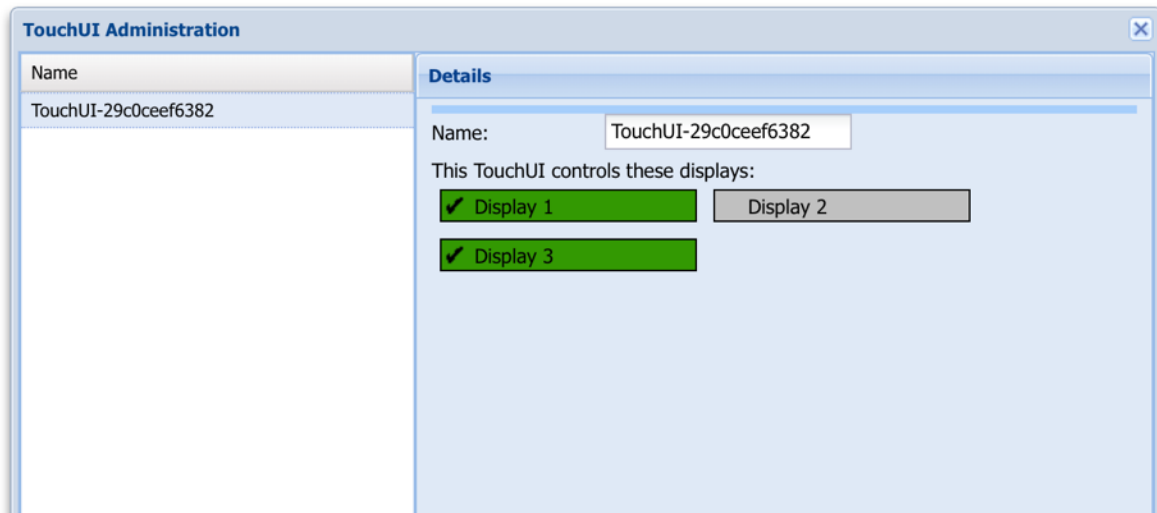 TouchUI Administration
Name
TouchUI-29c0ceef6382
Details
Name: TouchUI-29c0ceef6382
This TouchUI controls these displays:
✔ Display 1 Display 2
✔ Display 3